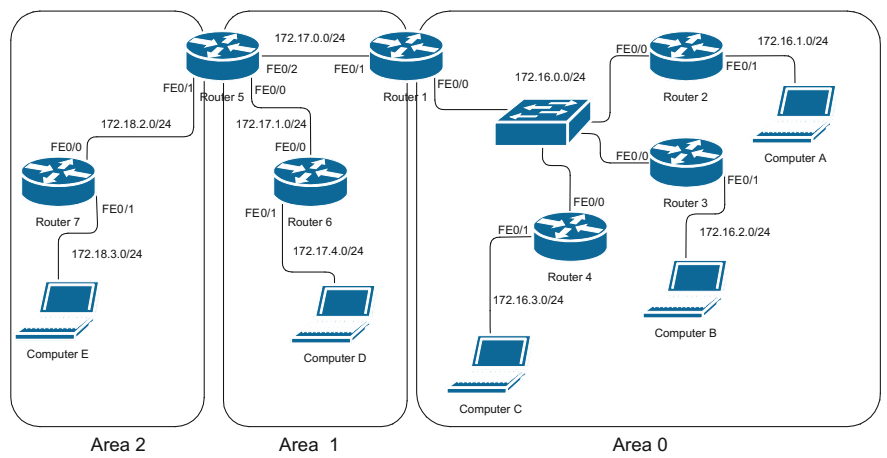 172.17.0.0/24
FE0/1
Router 5
FE0/2
FE0/0
FE0/1
Router 1
FE0/0
172.16.0.0/24
FE0/0
Router 2
FE0/1
172.16.1.0/24
Computer A
172.18.2.0/24
172.17.1.0/24
FE0/0
Router 7
FE0/1
172.18.3.0/24
Computer E
FE0/0
FE0/1
Router 6
172.17.4.0/24
Computer D
FE0/0
Router 3
FE0/1
172.16.2.0/24
Computer B
FE0/0
FE0/1
Router 4
172.16.3.0/24
Computer C
Area 2
Area 1
Area 0